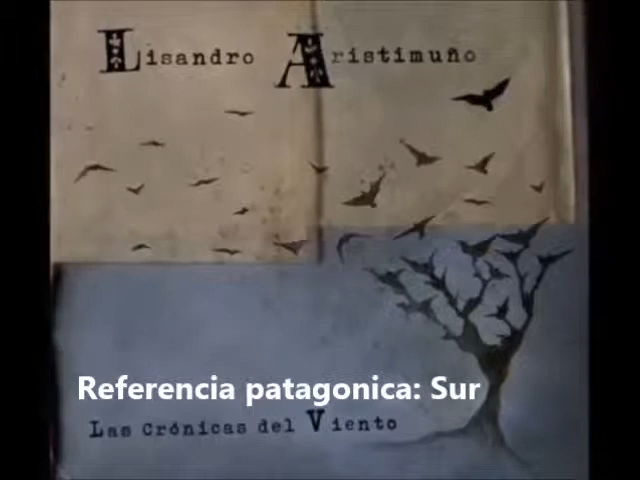 Lisandro Aristimuño
Referencia patagonica: Sur
Las Crónicas del Viento